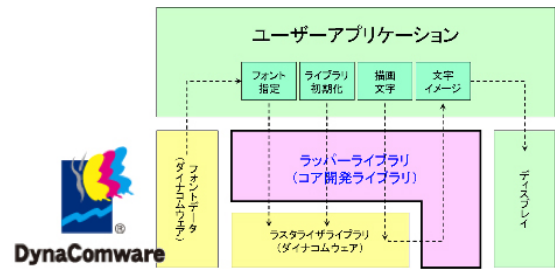 ユーザーアプリケーション
フォント
指定
ライブラリ
初期化
描画
文字
文字
イメージ
フォントデータ
(ダイナコムウェア)
ラッパーライブラリ
(コア開発ライブラリ)
ラスタライザライブラリ
(ダイナコムウェア)
ディスプレイ
®
DynaComware